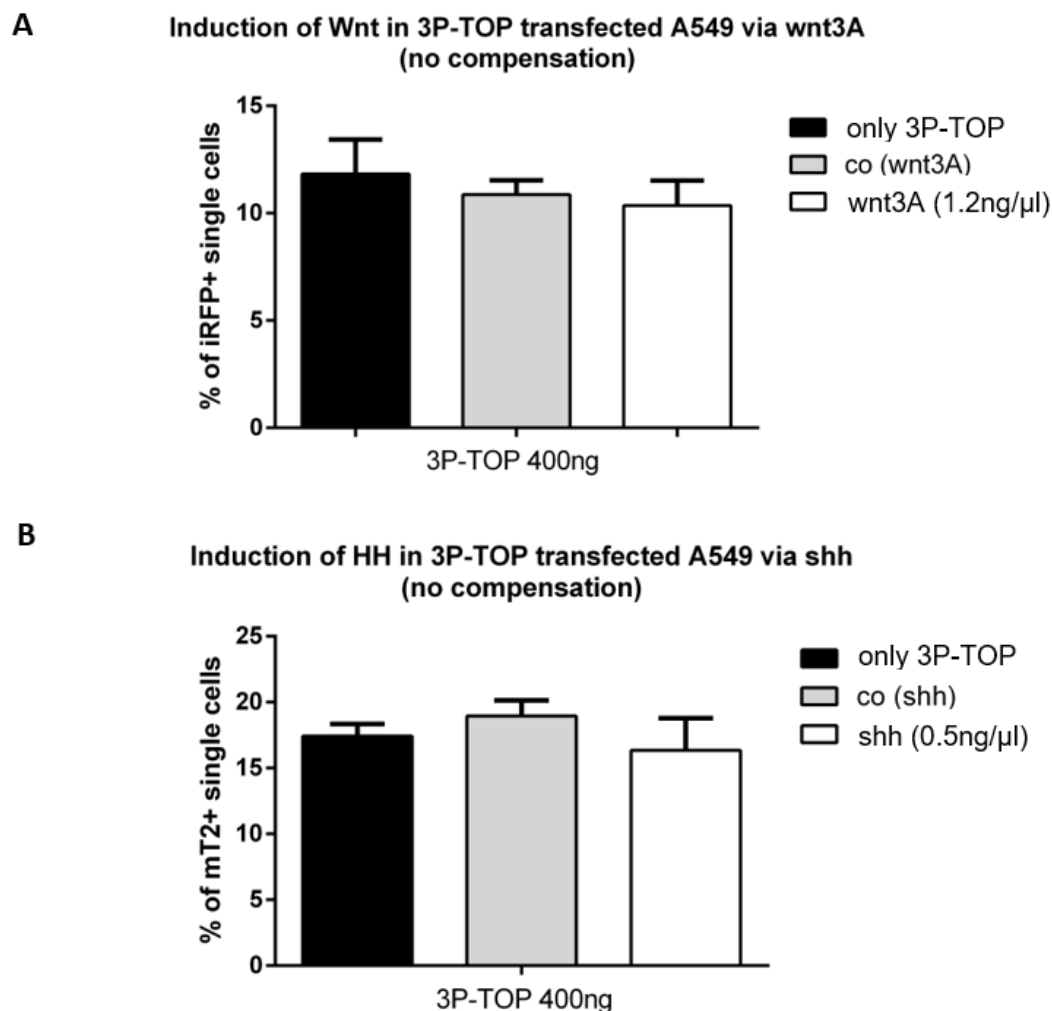 A
Induction of Wnt in 3P-TOP transfected A549 via wnt3A
(no compensation)
% of iRFP+ single cells
15
10
5
0
3P-TOP 400ng
only 3P-TOP
co (wnt3A)
wnt3A (1.2ng/µl)
B
Induction of HH in 3P-TOP transfected A549 via shh
(no compensation)
% of mT2+ single cells
25
20
15
10
5
0
3P-TOP 400ng
only 3P-TOP
co (shh)
shh (0.5ng/µl)